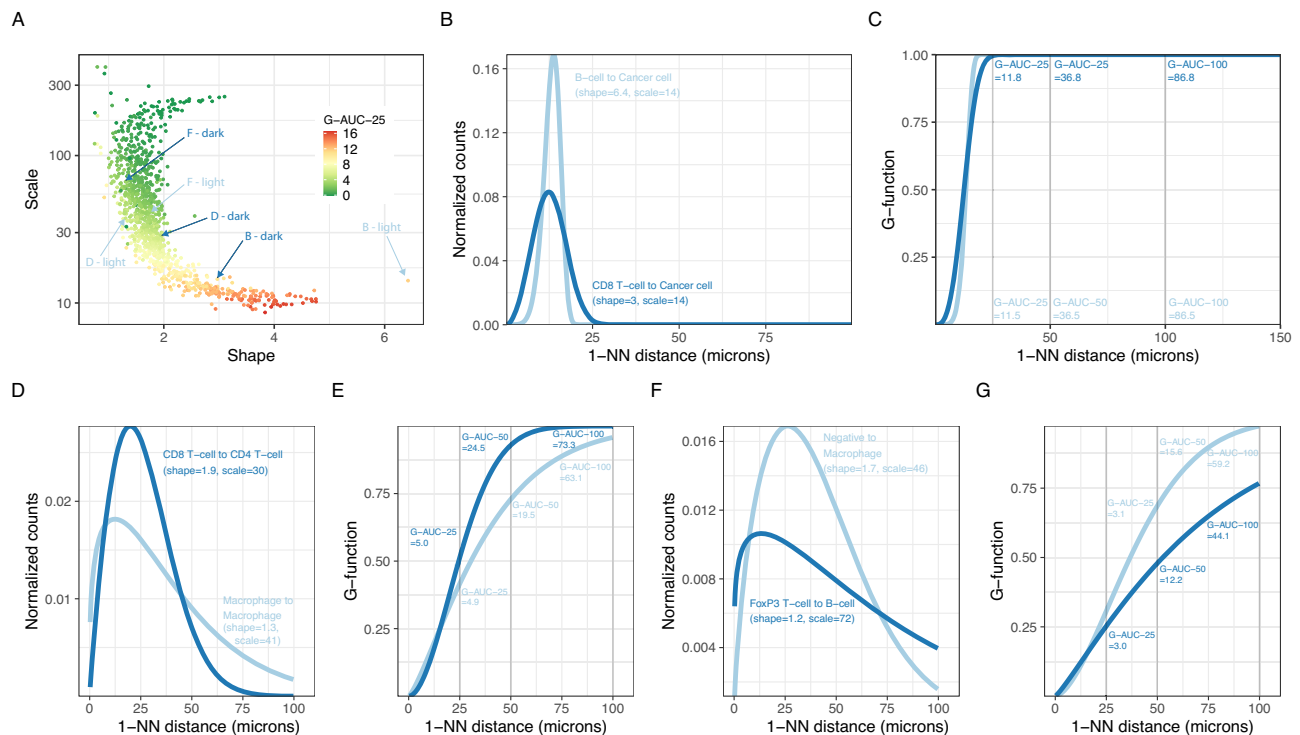 A
300
100
30
10
Scale
2
4
6
Shape
G−AUC−25
16
12
8
4
0
F - dark
F - light
D - dark
B - dark
D - light
B - light
B
0.16
0.12
0.08
0.04
0.00
Normalized counts
25
50
75
1−NN distance (microns)
B−cell to Cancer cell
(shape=6.4, scale=14)
CD8 T−cell to Cancer cell
(shape=3, scale=14)
C
1.00
0.75
0.50
0.25
G−function
50
100
150
1−NN distance (microns)
G−AUC−25
=11.8
G−AUC−25
=36.8
G−AUC−100
=86.8
G−AUC−25
=11.5
G−AUC−50
=36.5
G−AUC−100
=86.5
D
0.02
0.01
Normalized counts
0
25
50
75
100
1−NN distance (microns)
CD8 T−cell to CD4 T−cell
(shape=1.9, scale=30)
Macrophage to
Macrophage
(shape=1.3,
scale=41)
E
0.75
0.50
0.25
G−function
0
25
50
75
100
1−NN distance (microns)
G−AUC−50
=24.5
G−AUC−100
=73.3
G−AUC−100
=63.1
G−AUC−50
=19.5
G−AUC−25
=5.0
G−AUC−25
=4.9
F
0.016
0.012
0.008
0.004
Normalized counts
0
25
50
75
100
1−NN distance (microns)
Negative to
Macrophage
(shape=1.7, scale=46)
FoxP3 T−cell to B−cell
(shape=1.2, scale=72)
G
0.75
0.50
0.25
G−function
0
25
50
75
100
1−NN distance (microns)
G−AUC−50
=15.6
G−AUC−100
=59.2
G−AUC−25
=3.1
G−AUC−100
=44.1
G−AUC−50
=12.2
G−AUC−25
=3.0